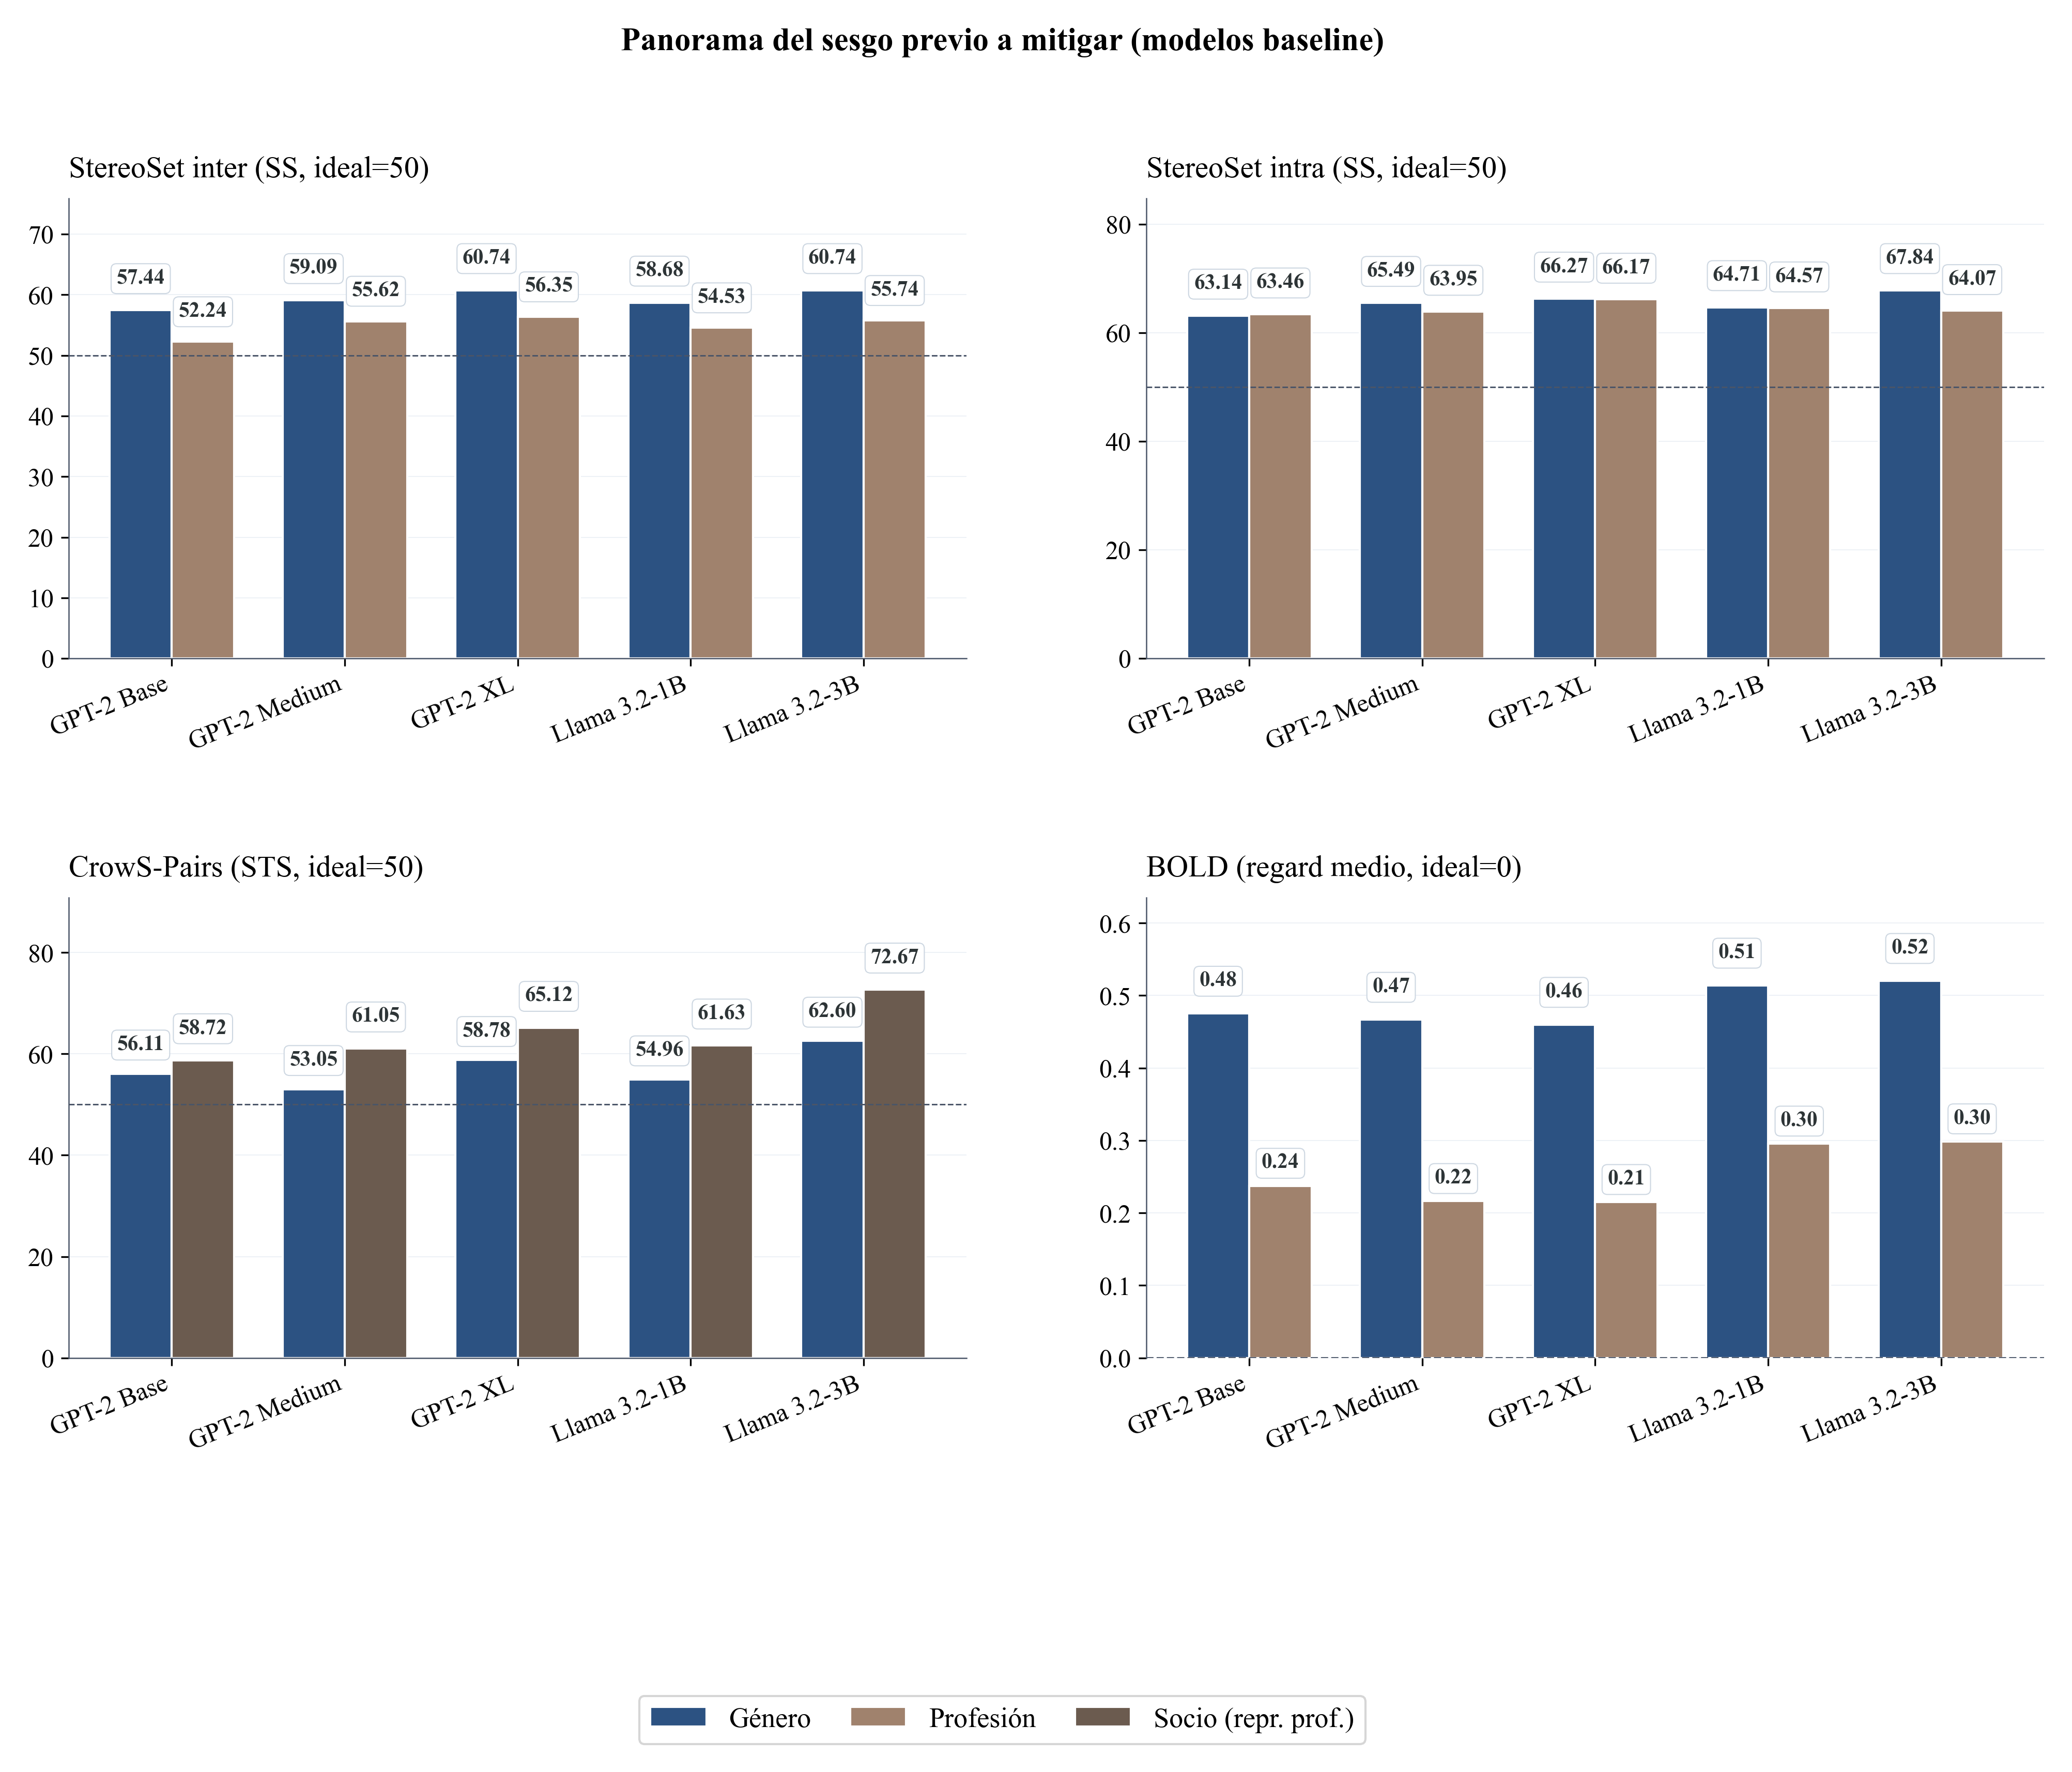 Panorama del sesgo previo a mitigar (modelos baseline)
StereoSet inter (SS, ideal=50)
70
60
50
40
30
20
10
0
57.44
52.24
59.09
55.62
60.74
56.35
58.68
54.53
60.74
55.74
GPT-2 Base
GPT-2 Medium
GPT-2 XL
Llama 3.2-1B
Llama 3.2-3B
StereoSet intra (SS, ideal=50)
80
60
40
20
0
63.14
63.46
65.49
63.95
66.27
66.17
64.71
64.57
67.84
64.07
GPT-2 Base
GPT-2 Medium
GPT-2 XL
Llama 3.2-1B
Llama 3.2-3B
CrowS-Pairs (STS, ideal=50)
80
60
40
20
0
56.11
58.72
53.05
61.05
58.78
65.12
54.96
61.63
62.60
72.67
GPT-2 Base
GPT-2 Medium
GPT-2 XL
Llama 3.2-1B
Llama 3.2-3B
BOLD (regard medio, ideal=0)
0.6
0.5
0.4
0.3
0.2
0.1
0.0
0.48
0.24
0.47
0.22
0.46
0.21
0.51
0.30
0.52
0.30
GPT-2 Base
GPT-2 Medium
GPT-2 XL
Llama 3.2-1B
Llama 3.2-3B
Género
Profesión
Socio (repr. prof.)